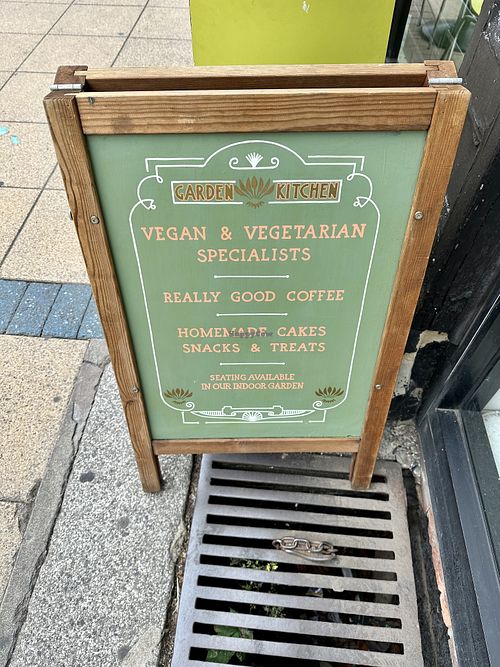 GARDEN KITCHEN
VEGAN & VEGETARIAN
SPECIALISTS
REALLY GOOD COFFEE
HOMEMADE CAKES
SNACKS & TREATS
SEATING AVAILABLE
IN OUR INDOOR GARDEN